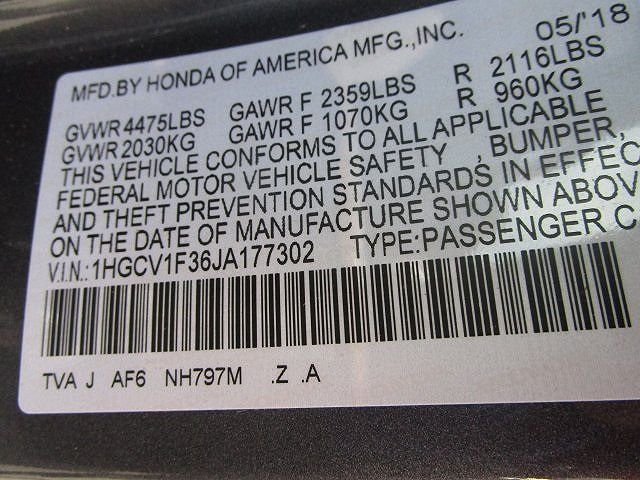 MFD.BY HONDA OF AMERICA MFG.,INC. 05/'18
GVWR 4475LBS GAWR F 2359LBS R 2116LBS
GVWR 2030KG GAWR F 1070KG R 960KG
THIS VEHICLE CONFORMS TO ALL APPLICABLE
FEDERAL MOTOR VEHICLE SAFETY , BUMPER,
AND THEFT PREVENTION STANDARDS IN EFFEC
ON THE DATE OF MANUFACTURE SHOWN ABOV
V.I.N.:1HGCV1F36JA177302 TYPE:PASSENGER C
TVA J AF6 NH797M .Z .A